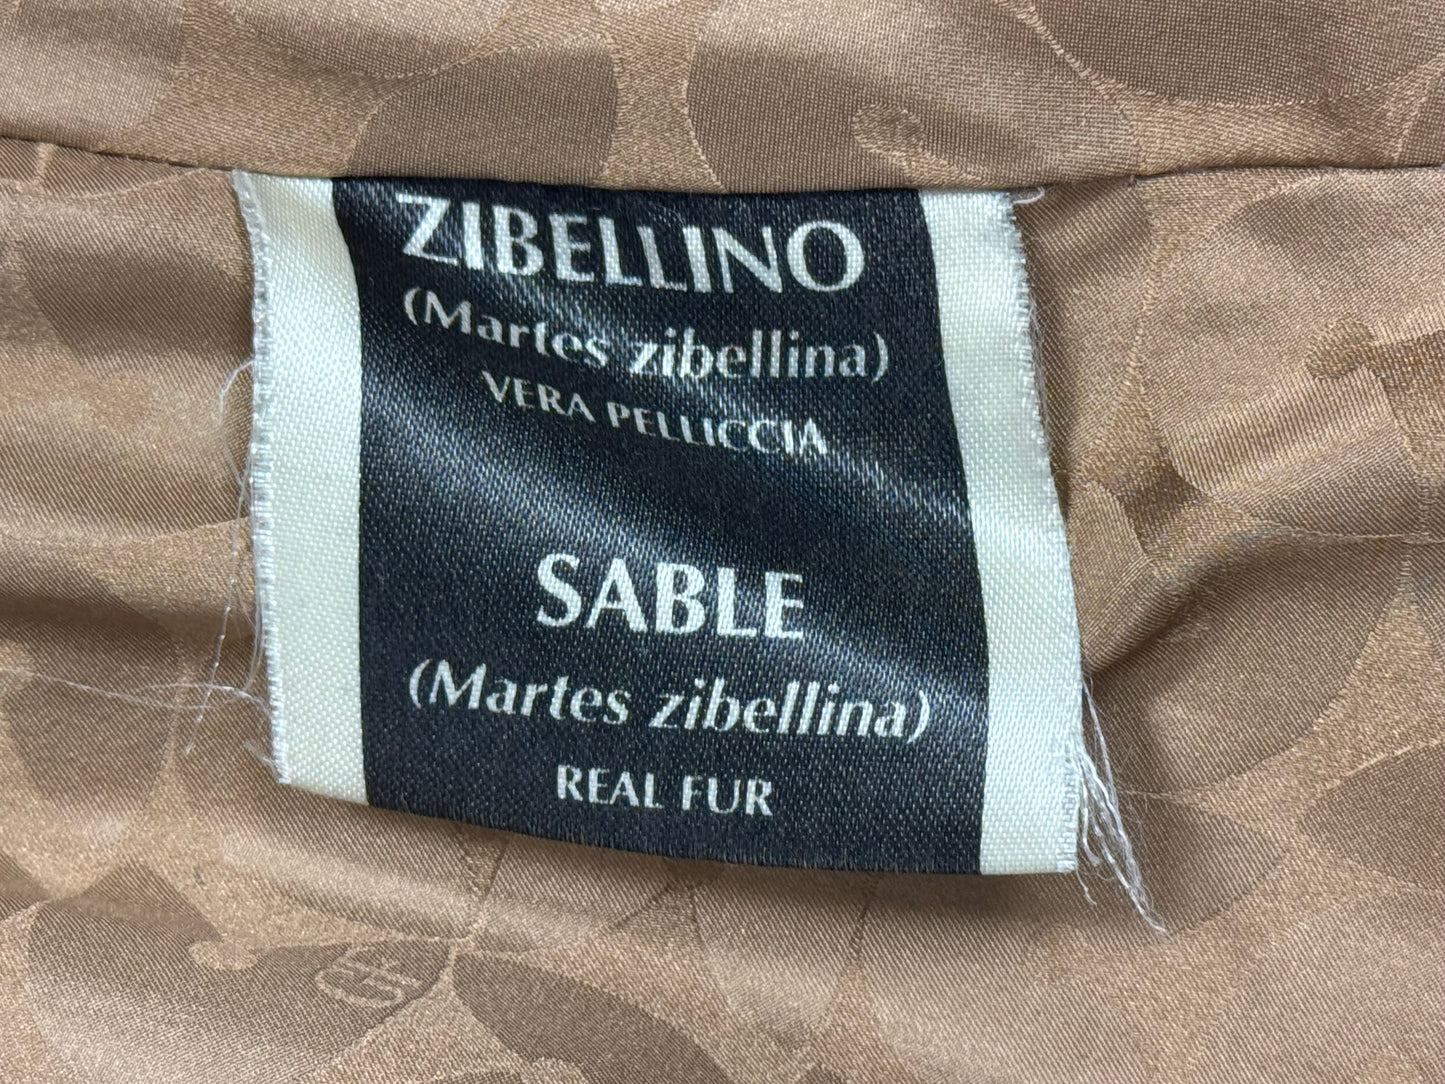 ZIBELLINO
(Martes zibellina)
VERA PELLICCIA
SABLE
(Martes zibellina)
REAL FUR